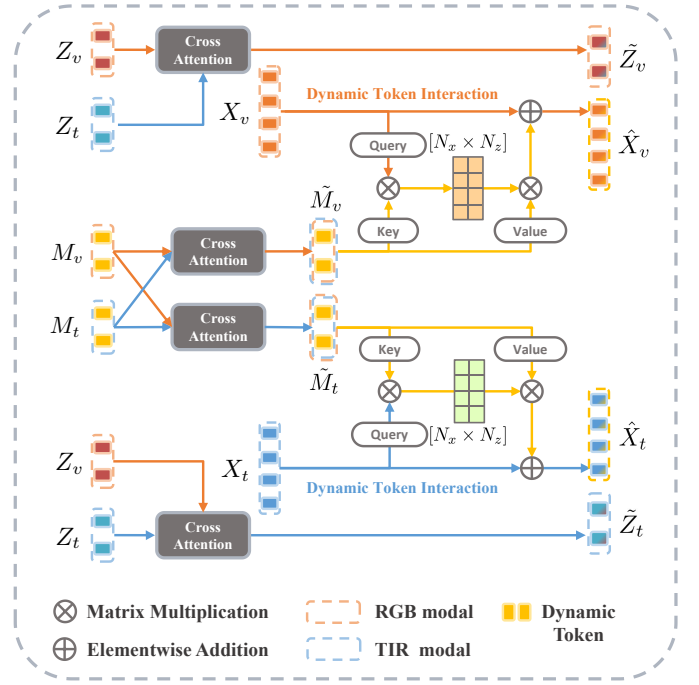 Z_v
Cross
Attention
Z̃_v
Z_t
X_v
Dynamic Token Interaction
X̂_v
Query
[N_x × N_z]
M̃_v
Key
Value
M_v
Cross
Attention
M_t
Cross
Attention
M̃_t
Key
Value
Query
[N_x × N_z]
X̂_t
Z_v
X_t
Dynamic Token Interaction
Z_t
Cross
Attention
Z̃_t
Matrix Multiplication
RGB modal
Dynamic
Token
Elementwise Addition
TIR modal